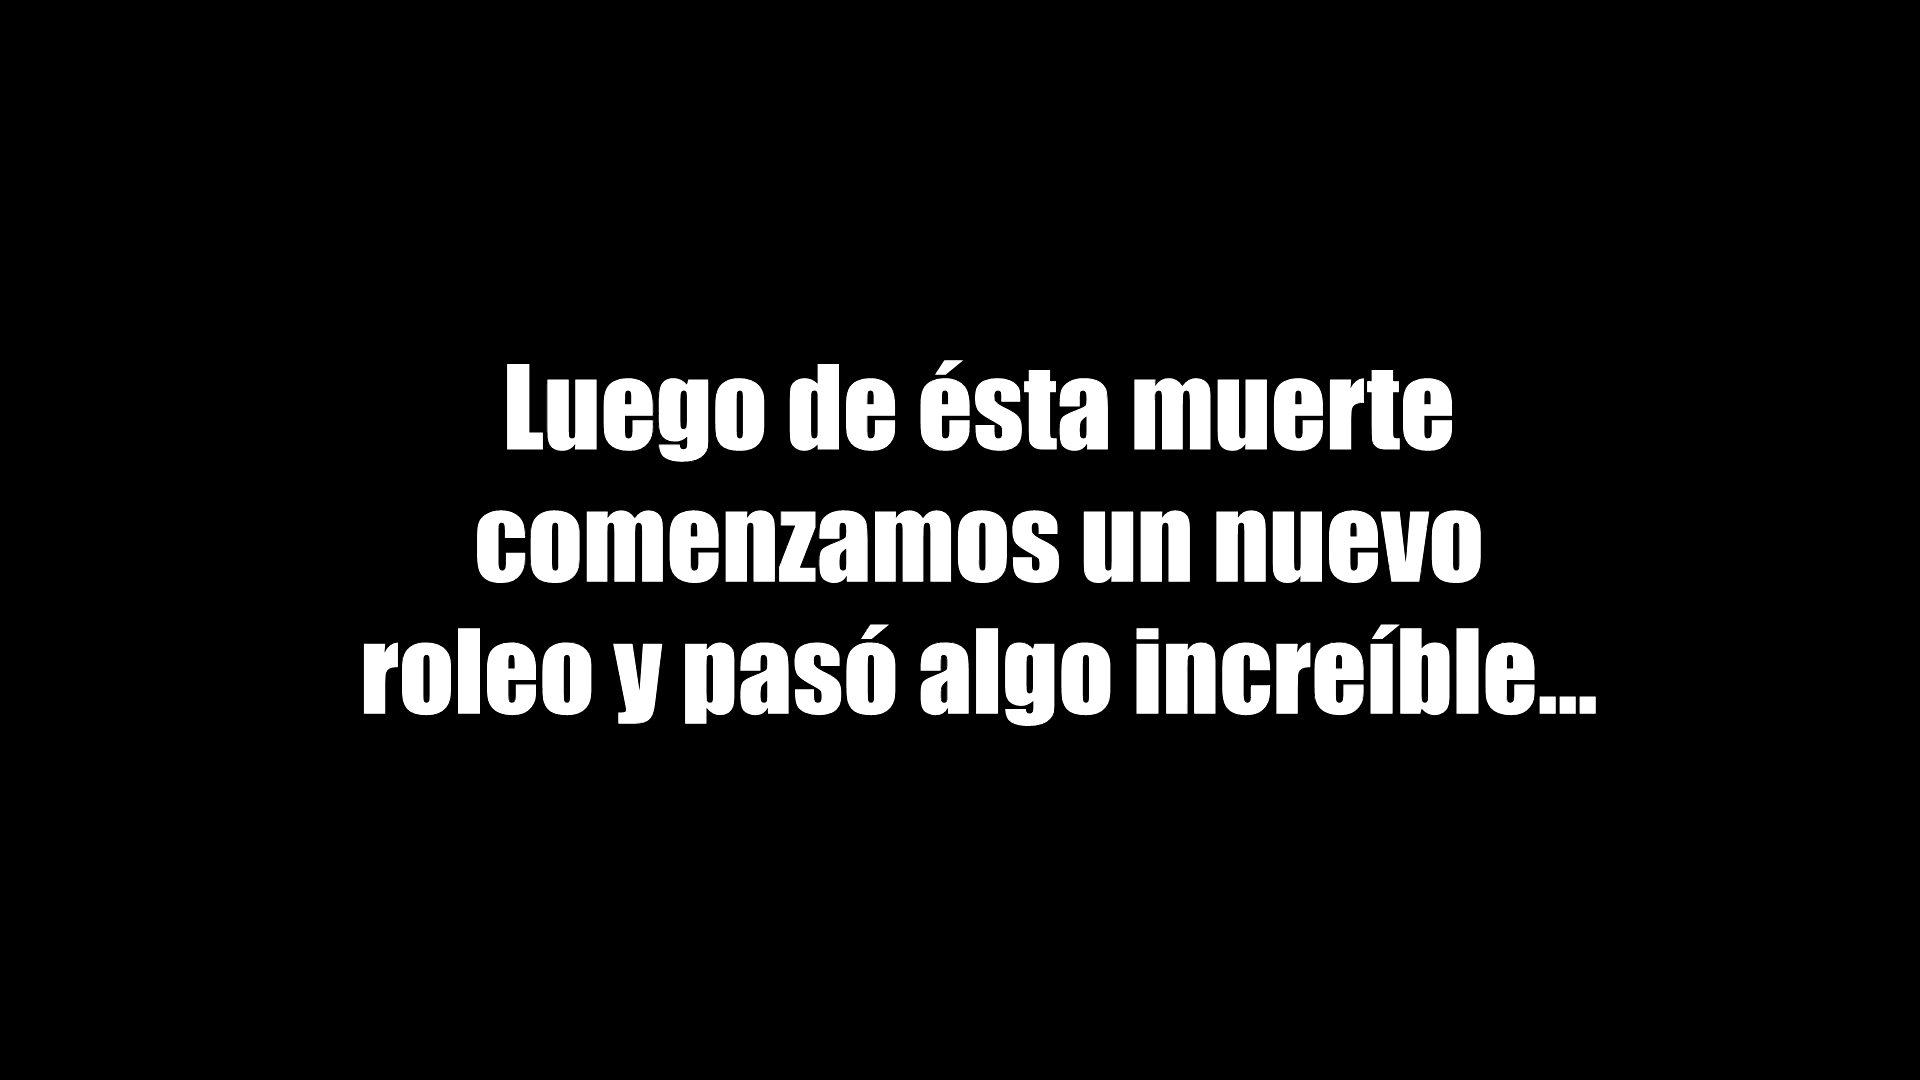 Luego de ésta muerte
comenzamos un nuevo
roleo y pasó algo increíble...